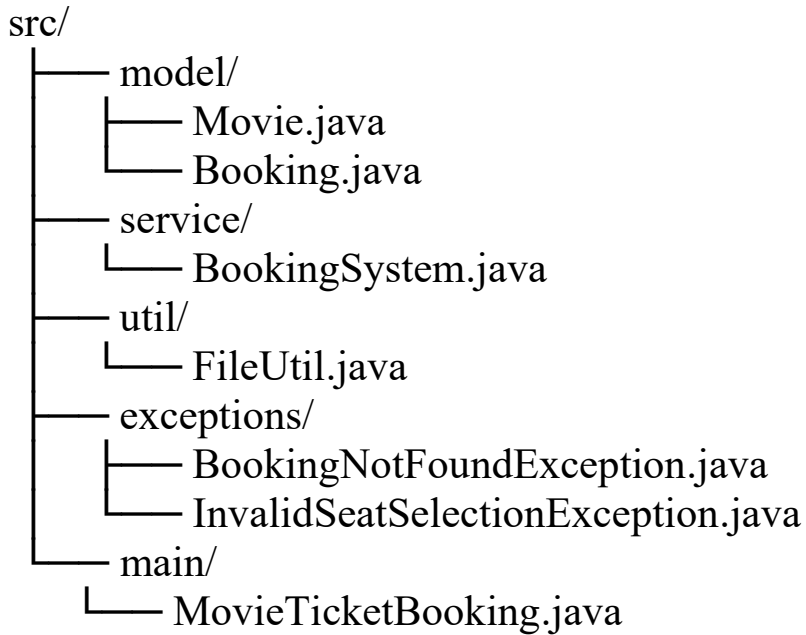 src/
model/
Movie.java
Booking.java
service/
BookingSystem.java
util/
FileUtil.java
exceptions/
BookingNotFoundException.java
InvalidSeatSelectionException.java
main/
MovieTicketBooking.java